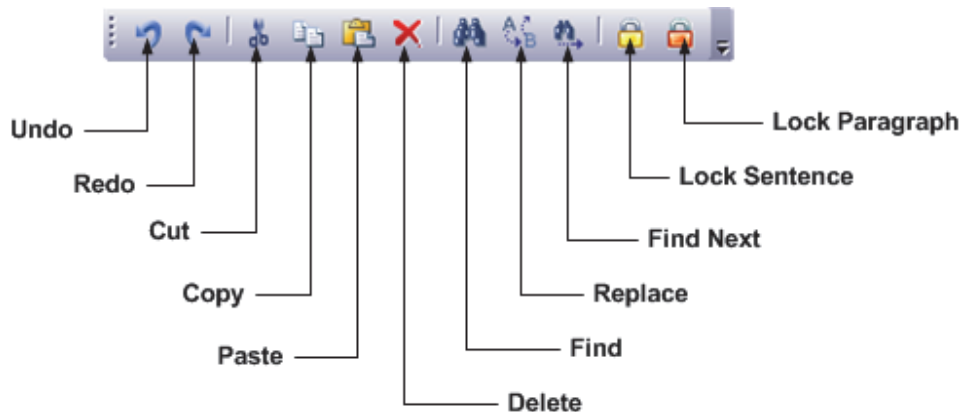 A
B
Undo
Lock Paragraph
Redo
Lock Sentence
Cut
Find Next
Copy
Replace
Paste
Find
Delete